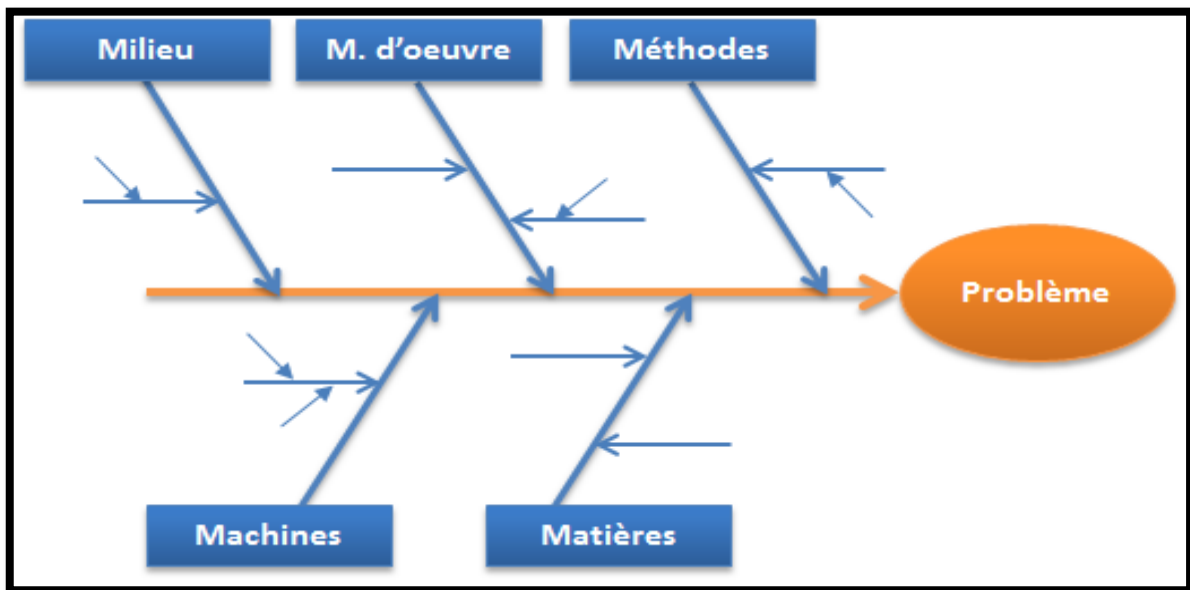 Milieu
M. d'oeuvre
Méthodes
Problème
Machines
Matières